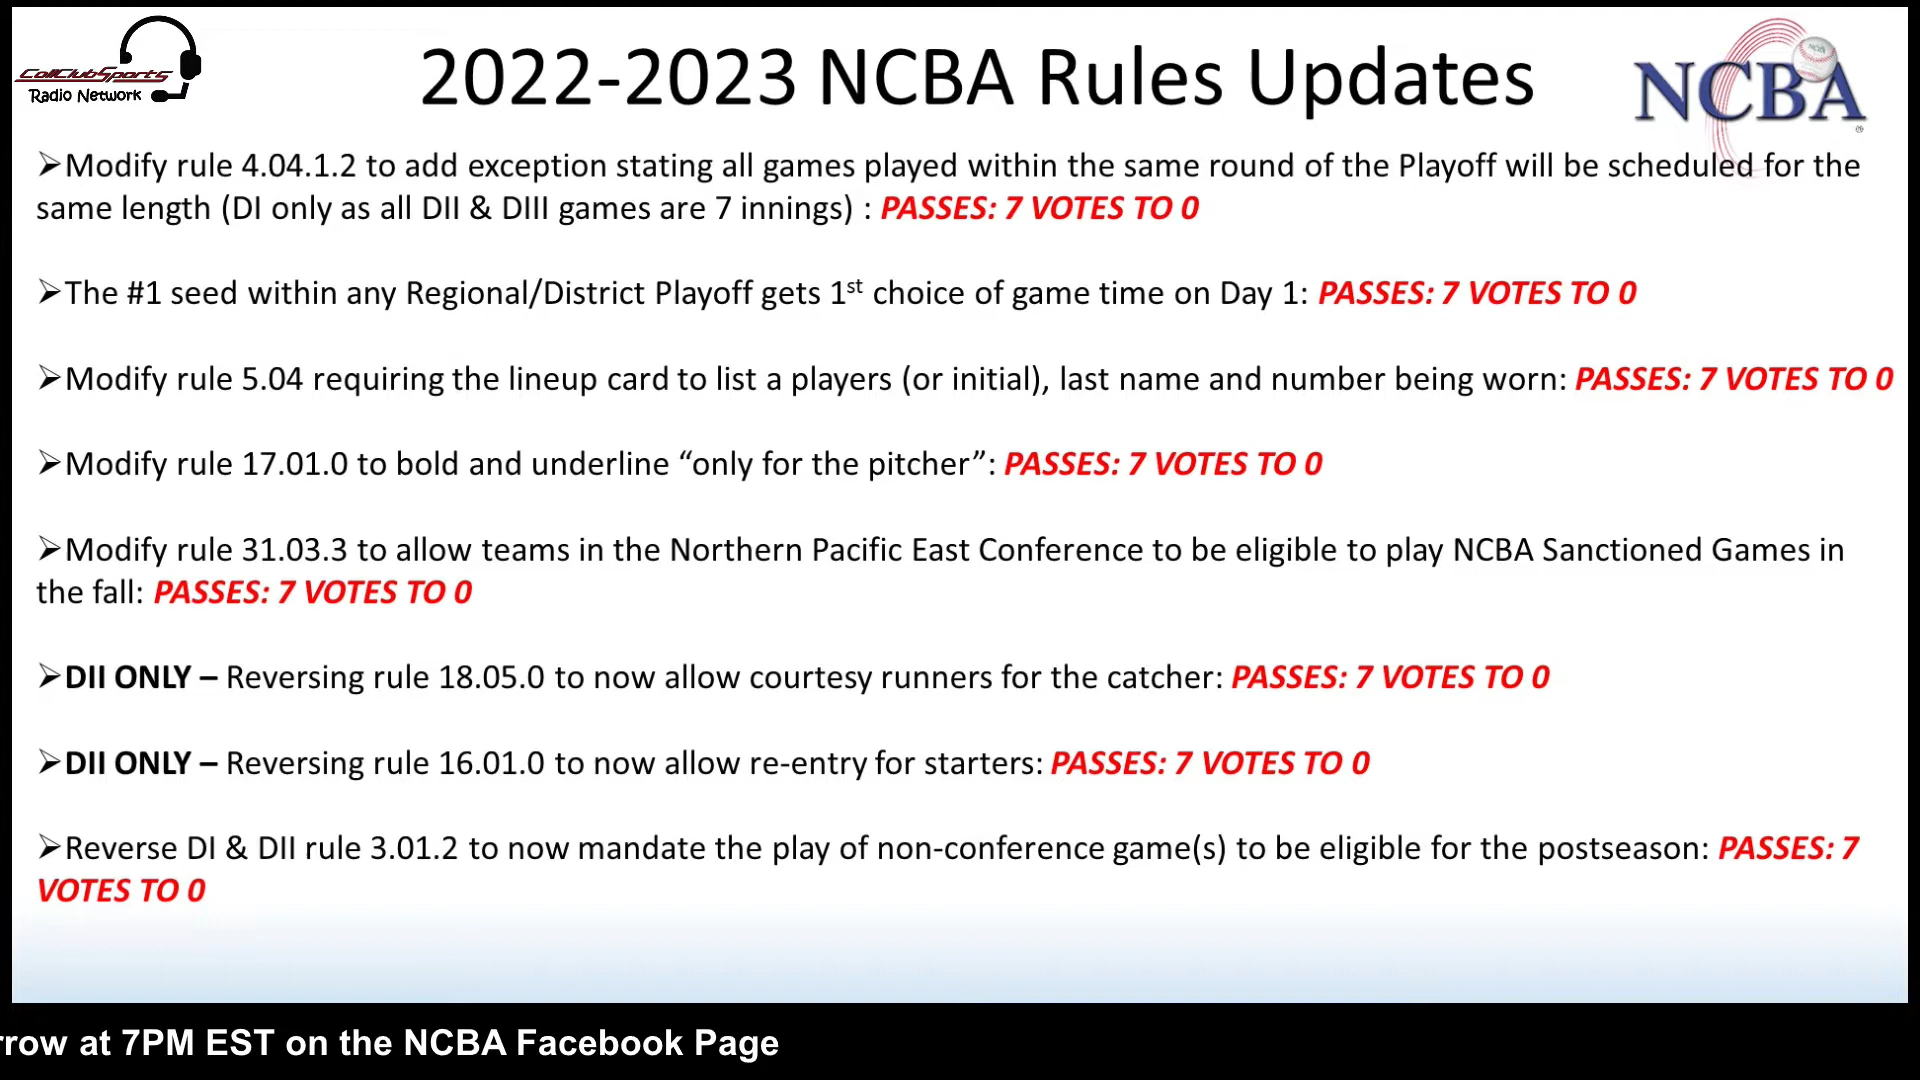 CollClubSports
Radio Network
2022-2023 NCBA Rules Updates
NCBA
NCBA
®
➢Modify rule 4.04.1.2 to add exception stating all games played within the same round of the Playoff will be scheduled for the
same length (DI only as all DII & DIII games are 7 innings) : PASSES: 7 VOTES TO 0
➢The #1 seed within any Regional/District Playoff gets 1st choice of game time on Day 1: PASSES: 7 VOTES TO 0
➢Modify rule 5.04 requiring the lineup card to list a players (or initial), last name and number being worn: PASSES: 7 VOTES TO 0
➢Modify rule 17.01.0 to bold and underline “only for the pitcher”: PASSES: 7 VOTES TO 0
➢Modify rule 31.03.3 to allow teams in the Northern Pacific East Conference to be eligible to play NCBA Sanctioned Games in
the fall: PASSES: 7 VOTES TO 0
➢DII ONLY – Reversing rule 18.05.0 to now allow courtesy runners for the catcher: PASSES: 7 VOTES TO 0
➢DII ONLY – Reversing rule 16.01.0 to now allow re-entry for starters: PASSES: 7 VOTES TO 0
➢Reverse DI & DII rule 3.01.2 to now mandate the play of non-conference game(s) to be eligible for the postseason: PASSES: 7
VOTES TO 0
rrow at 7PM EST on the NCBA Facebook Page